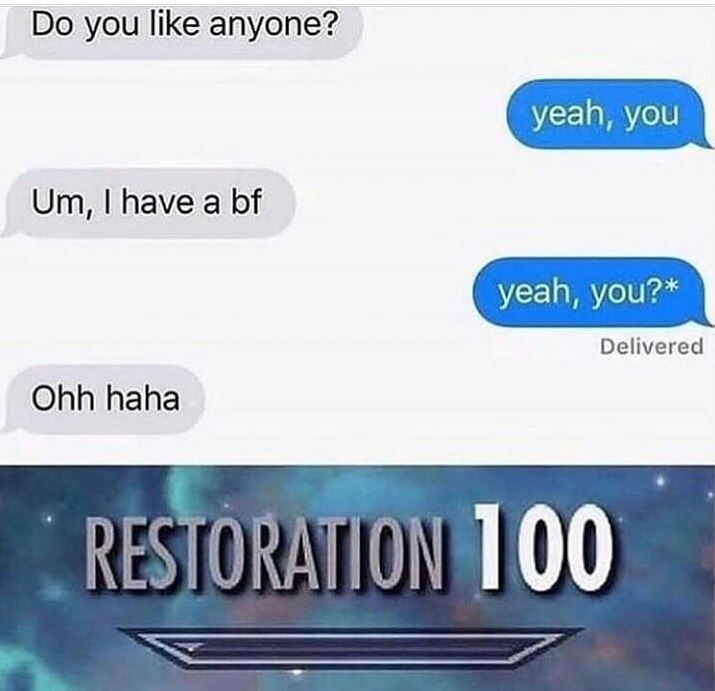 Do you like anyone?
yeah, you
Um, I have a bf
yeah, you?*
Delivered
Ohh haha
RESTORATION 100